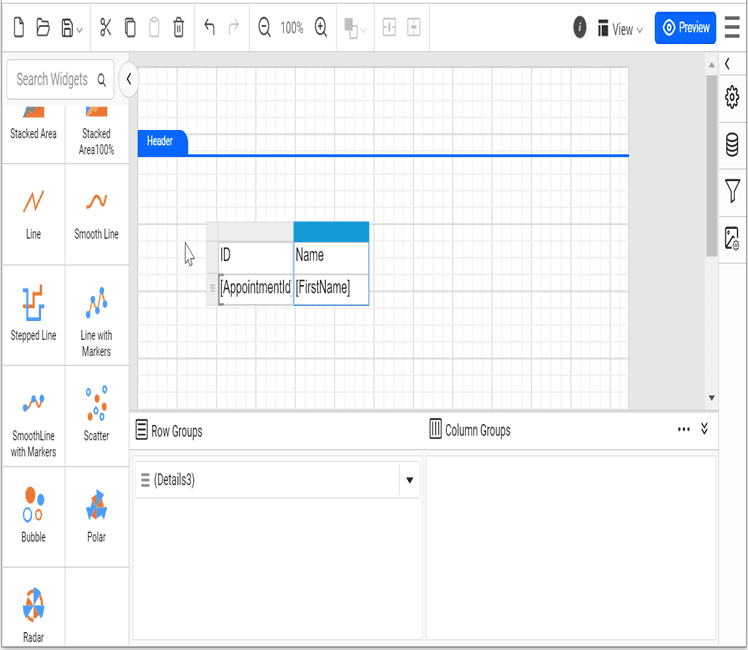 100%
View
Preview
Search Widgets
Stacked Area
Stacked
Area100%
Line
Smooth Line
Stepped Line
Line with
Markers
SmoothLine
with Markers
Scatter
Bubble
Polar
Radar
Header
ID
Name
[AppointmentId]
[FirstName]
Row Groups
Column Groups
(Details3)